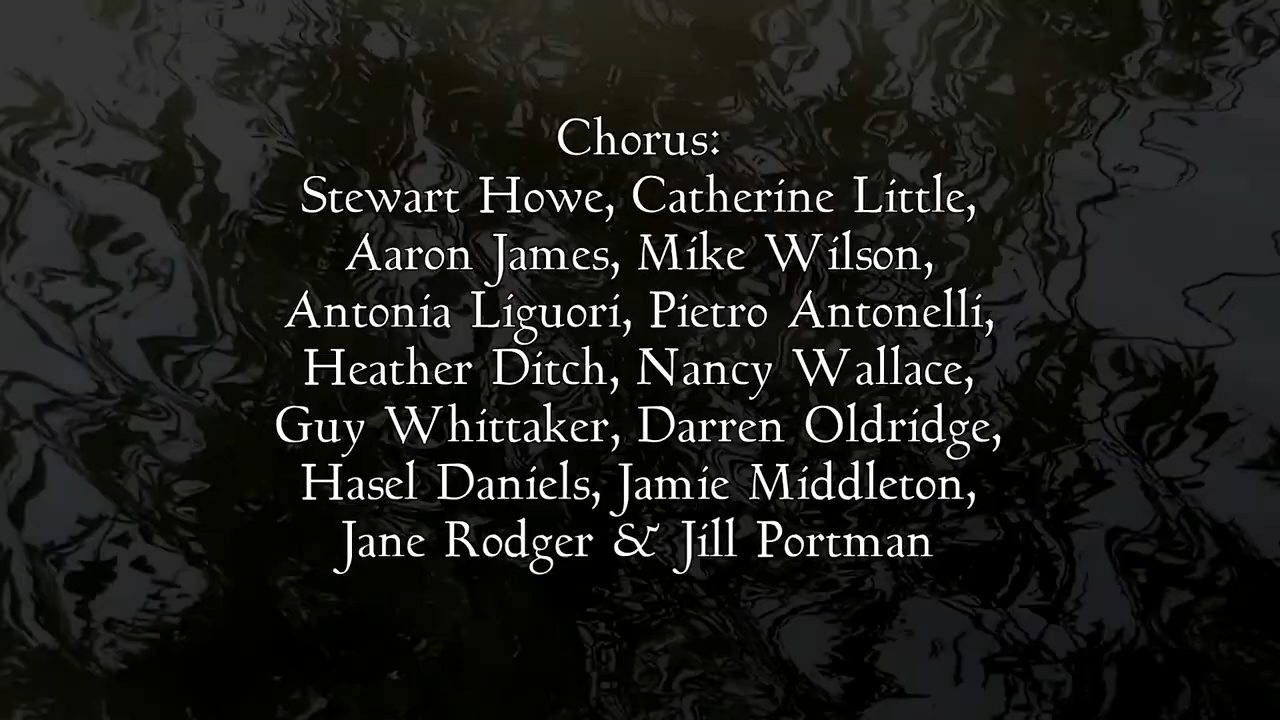 Chorus:
Stewart Howe, Catherine Little,
Aaron James, Mike Wilson,
Antonia Liguori, Pietro Antonelli,
Heather Ditch, Nancy Wallace,
Guy Whittaker, Darren Oldridge,
Hasel Daniels, Jamie Middleton,
Jane Rodger & Jill Portman